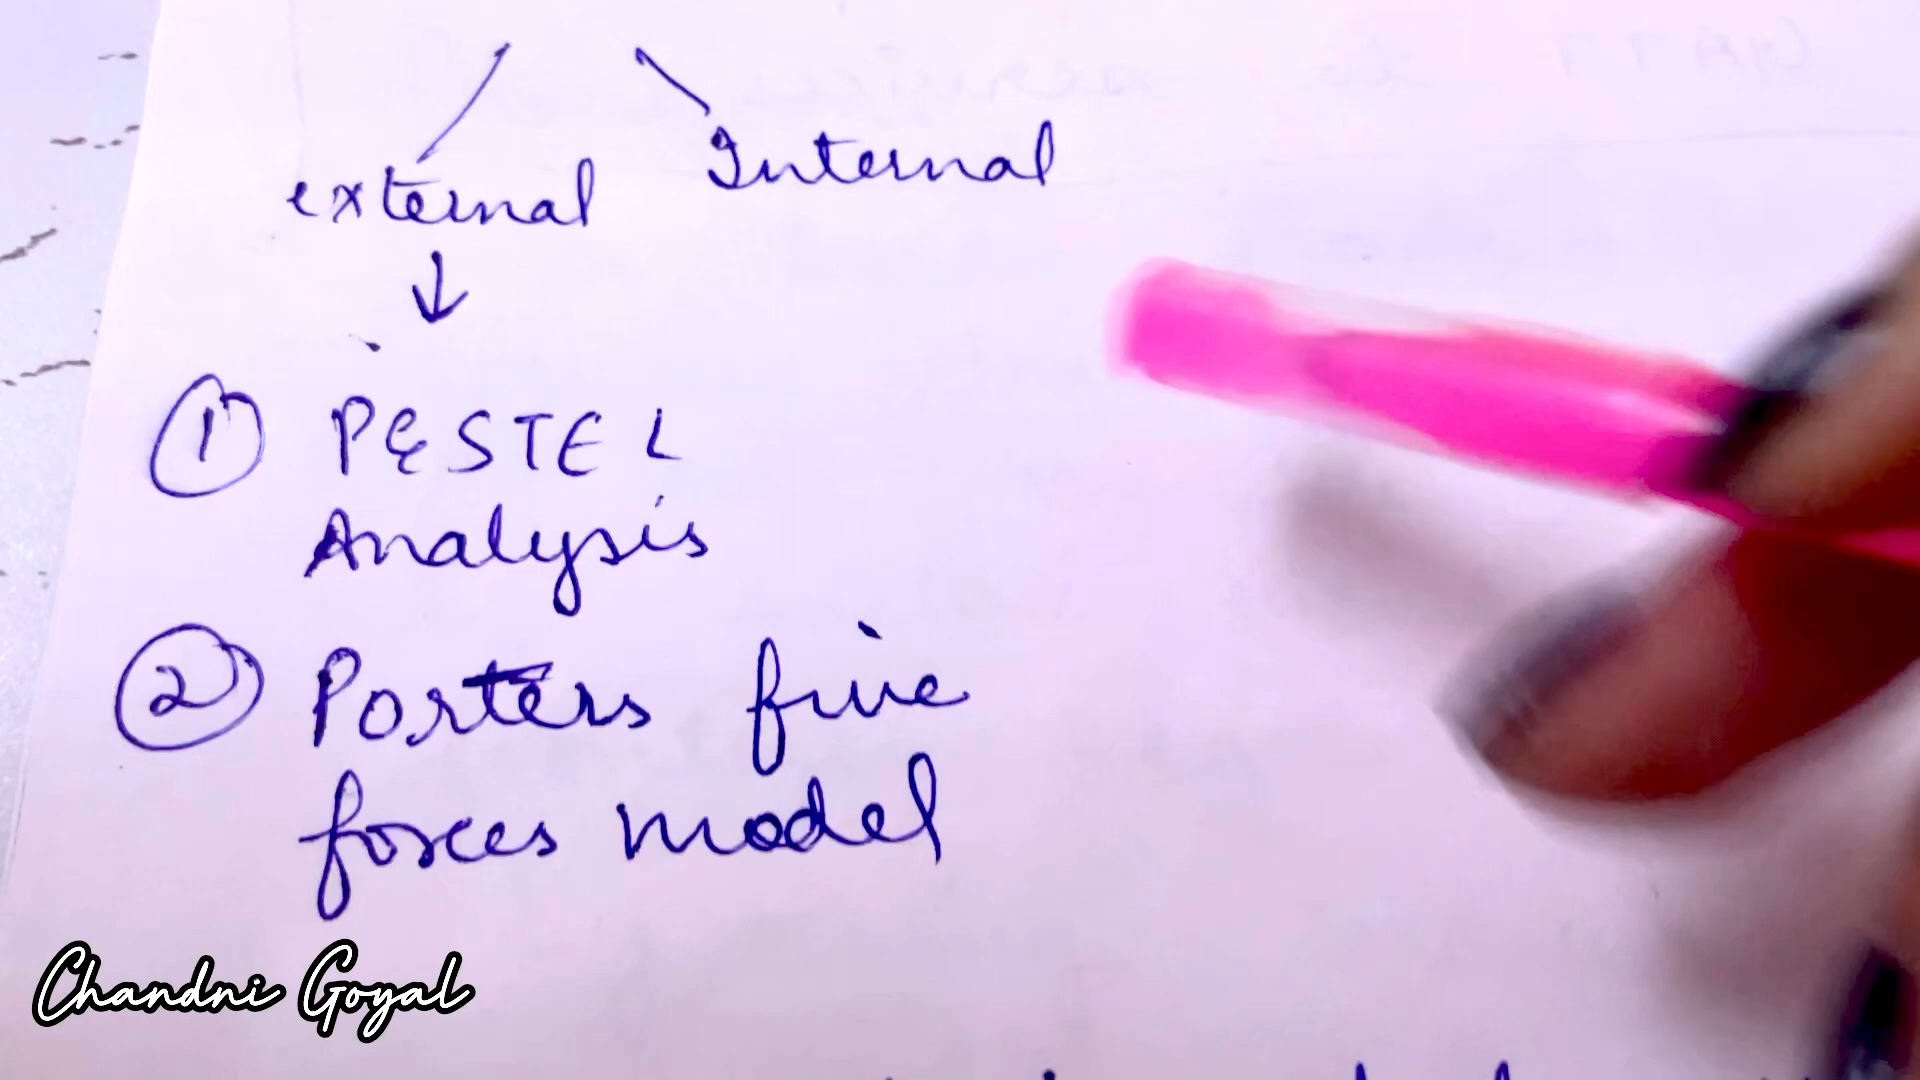 external Internal
① PESTEL
Analysis
② Porters five
forces model
Chandni Goyal